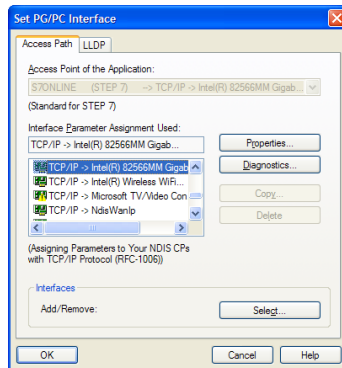 Set PG/PC Interface
Access Path LLDP
Access Point of the Application:
S7ONLINE (STEP 7) -> TCP/IP -> Intel(R) 82566MM Gigab...
(Standard for STEP 7)
Interface Parameter Assignment Used:
TCP/IP -> Intel(R) 82566MM Gigab...
Properties...
TCP/IP -> Intel(R) 82566MM Gigab
Diagnostics...
TCP/IP -> Intel(R) Wireless WiFi...
TCP/IP -> Microsoft TV/Video Con
Copy...
TCP/IP -> NdisWanIp
Delete
(Assigning Parameters to Your NDIS CPs
with TCP/IP Protocol (RFC-1006))
Interfaces
Add/Remove:
Select...
OK Cancel Help